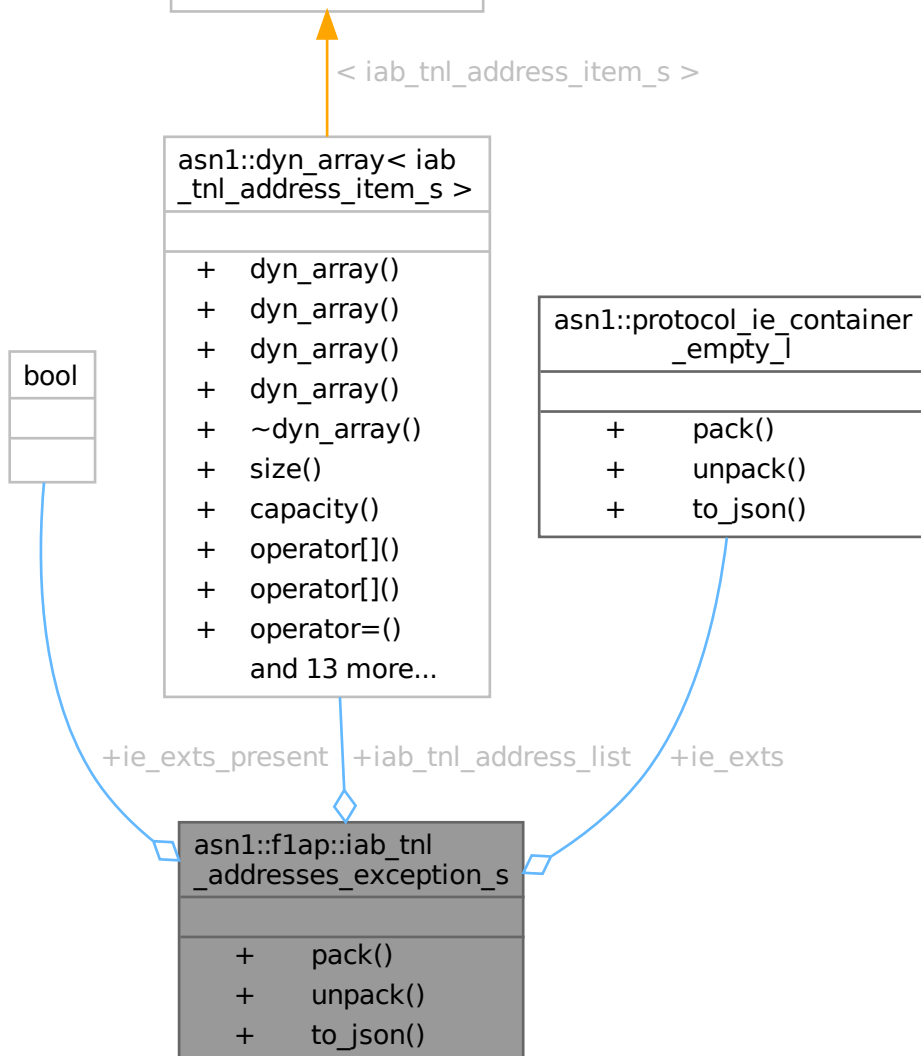 < iab_tnl_address_item_s >
asn1::dyn_array< iab
_tnl_address_item_s >
+ dyn_array()
+ dyn_array()
+ dyn_array()
+ dyn_array()
+ ~dyn_array()
+ size()
+ capacity()
+ operator[]()
+ operator[]()
+ operator=()
and 13 more...
bool
asn1::protocol_ie_container
_empty_l
+ pack()
+ unpack()
+ to_json()
+ie_exts_present
+iab_tnl_address_list
+ie_exts
asn1::f1ap::iab_tnl
_addresses_exception_s
+ pack()
+ unpack()
+ to_json()